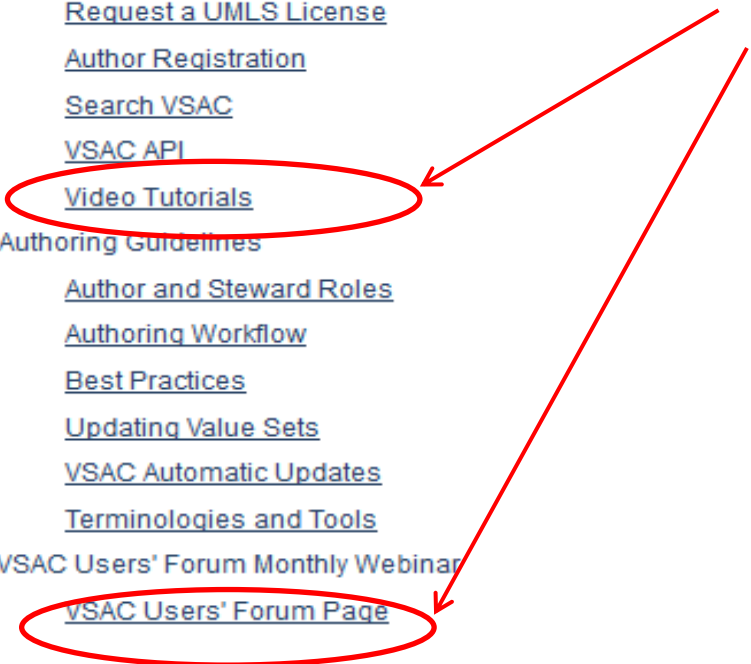 Request a UMLS License
Author Registration
Search VSAC
VSAC API
Video Tutorials
Authoring Guidelines
Author and Steward Roles
Authoring Workflow
Best Practices
Updating Value Sets
VSAC Automatic Updates
Terminologies and Tools
VSAC Users' Forum Monthly Webinar
VSAC Users' Forum Page